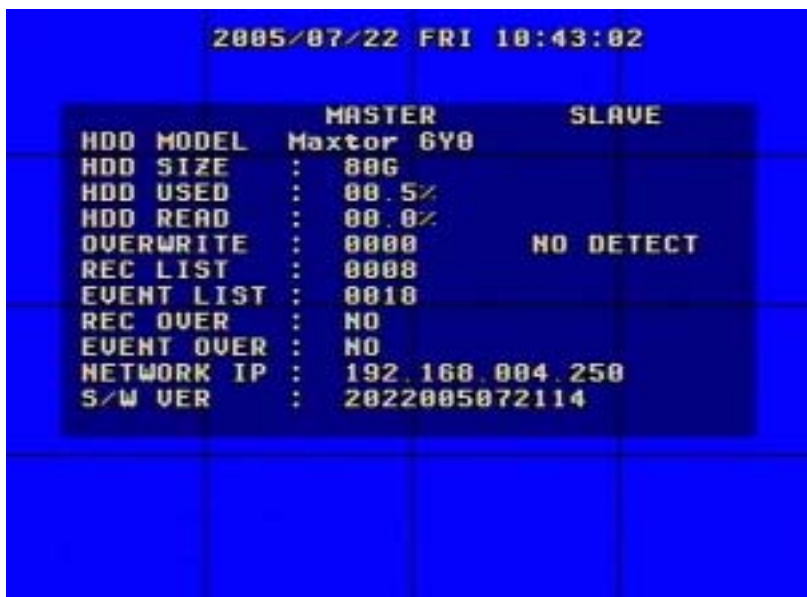 2005/07/22 FRI 10:43:02
MASTER SLAVE
HDD MODEL Maxtor 6Y0
HDD SIZE : 80G
HDD USED : 00.5%
HDD READ : 00.0%
OVERWRITE : 0000 NO DETECT
REC LIST : 0008
EVENT LIST : 0018
REC OVER : NO
EVENT OVER : NO
NETWORK IP : 192.168.004.250
S/W VER : 2022005072114